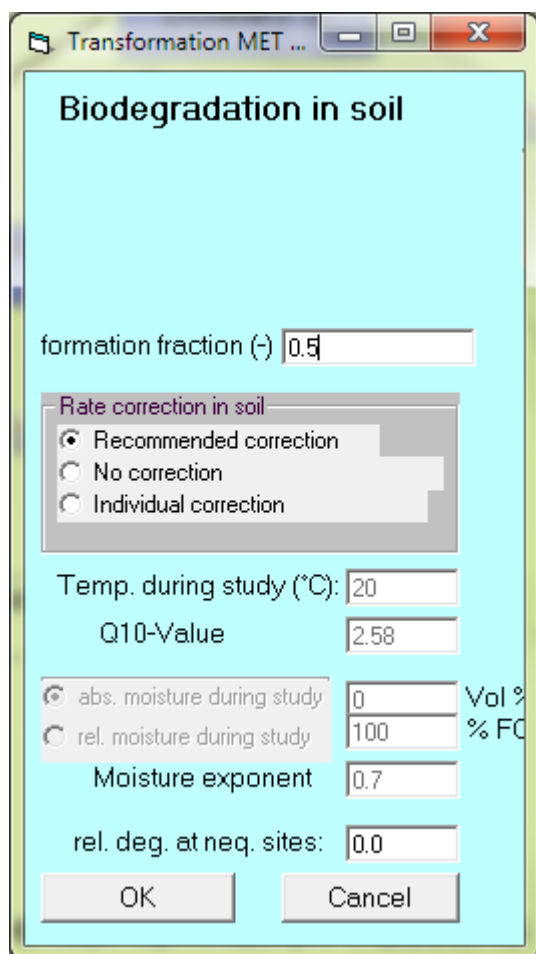 Transformation MET ...
Biodegradation in soil
formation fraction (-) 0.5
Rate correction in soil
Recommended correction
No correction
Individual correction
Temp. during study (°C): 20
Q10-Value 2.58
abs. moisture during study 0 Vol %
rel. moisture during study 100 % FC
Moisture exponent 0.7
rel. deg. at neq. sites: 0.0
OK Cancel